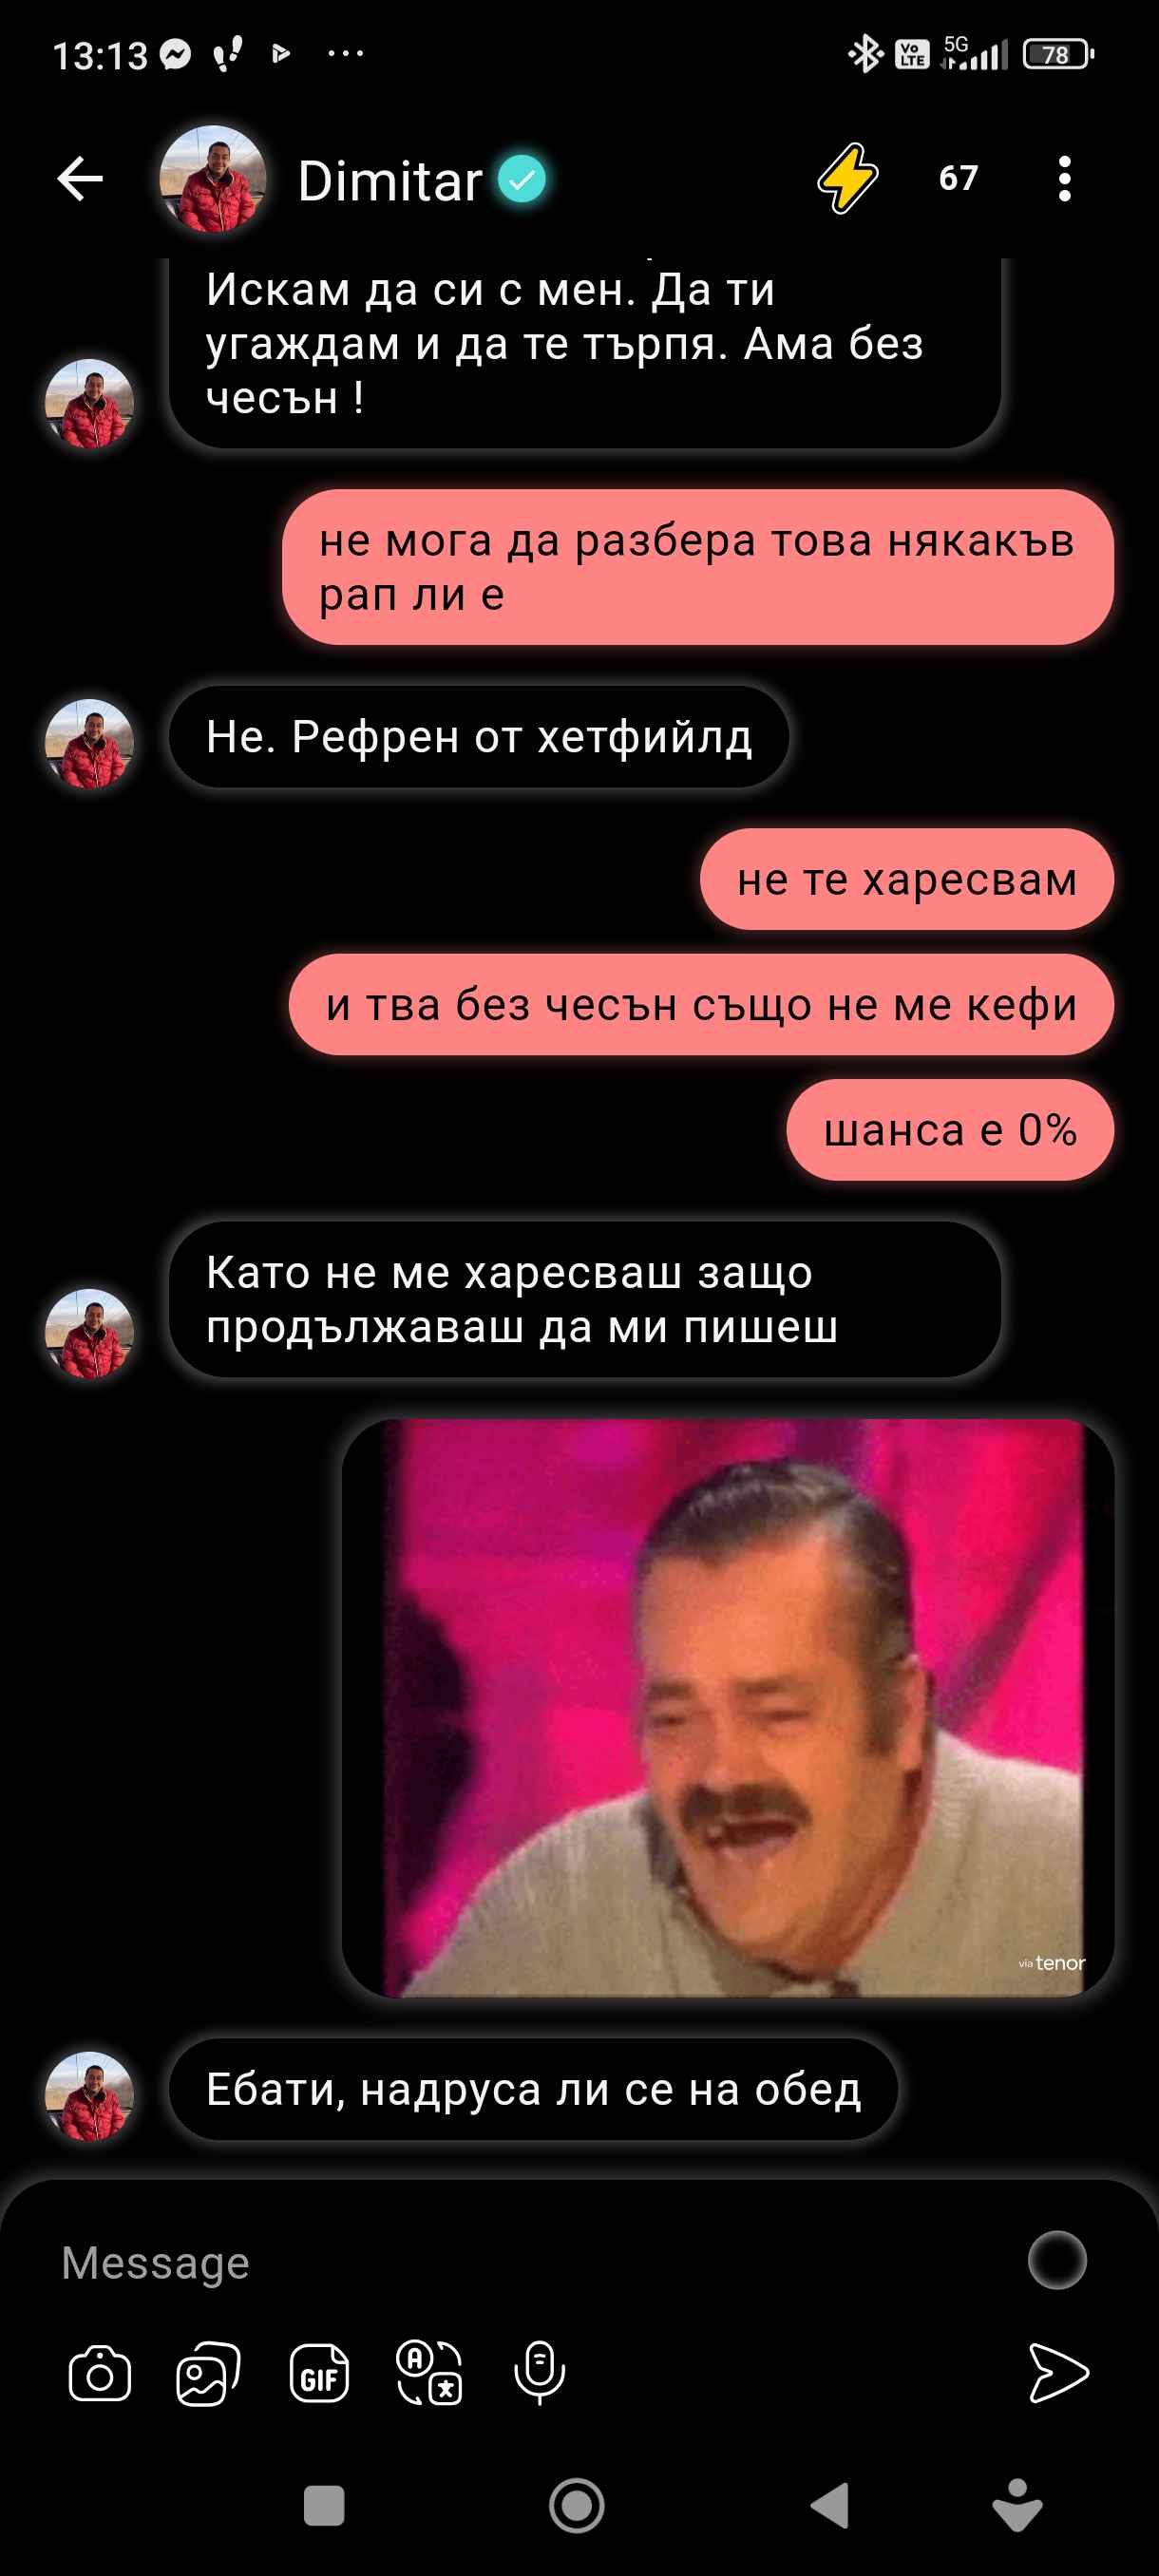 13:13
Vo LTE
5G
78
Dimitar
67
Искам да си с мен. Да ти
угаждам и да те търпя. Ама без
чесън !
не мога да разбера това някакъв
рап ли е
Не. Рефрен от хетфийлд
не те харесвам
и тва без чесън също не ме кефи
шанса е 0%
Като не ме харесваш защо
продължаваш да ми пишеш
via tenor
Ебати, надруса ли се на обед
Message
GIF
A